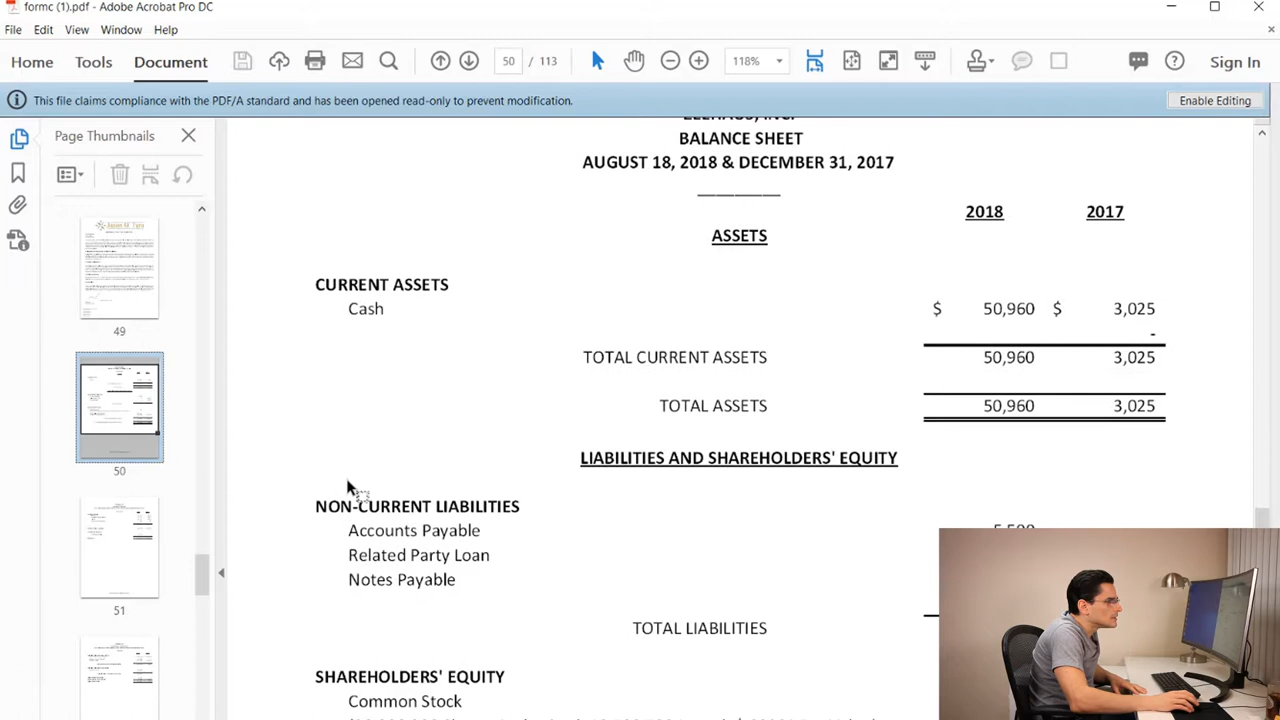 formc (1).pdf - Adobe Acrobat Pro DC
File Edit View Window Help
Home Tools Document 50 / 113 118% Sign In
This file claims compliance with the PDF/A standard and has been opened read-only to prevent modification. Enable Editing
Page Thumbnails
49
50
51
BALANCE SHEET
AUGUST 18, 2018 & DECEMBER 31, 2017
2018 2017
ASSETS
CURRENT ASSETS
Cash $ 50,960 $ 3,025
-
TOTAL CURRENT ASSETS 50,960 3,025
TOTAL ASSETS 50,960 3,025
LIABILITIES AND SHAREHOLDERS' EQUITY
NON-CURRENT LIABILITIES
Accounts Payable
Related Party Loan
Notes Payable
TOTAL LIABILITIES
SHAREHOLDERS' EQUITY
Common Stock